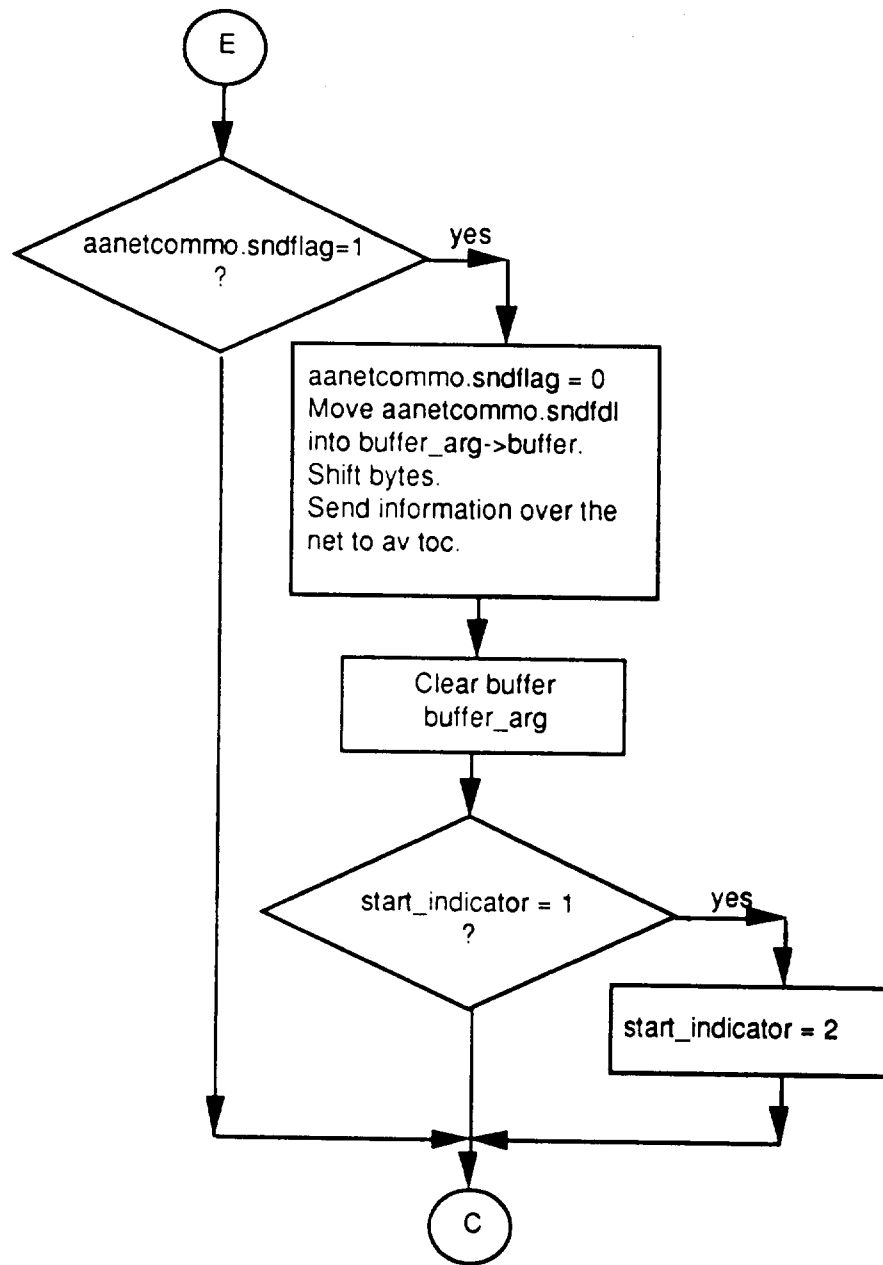 E
aanetcommo.sndflag=1
?
yes
aanetcommo.sndflag = 0
Move aanetcommo.sndfdl
into buffer_arg->buffer.
Shift bytes.
Send information over the
net to av toc.
Clear buffer
buffer_arg
start_indicator = 1
?
yes
start_indicator = 2
C